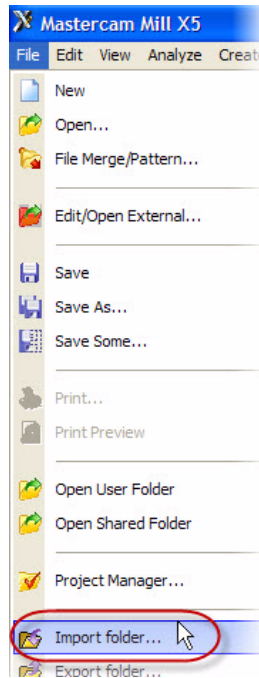 Mastercam Mill X5
File Edit View Analyze Creat
New
Open...
File Merge/Pattern...
Edit/Open External...
Save
Save As...
Save Some...
Print...
Print Preview
Open User Folder
Open Shared Folder
Project Manager...
Import folder...
Export folder...